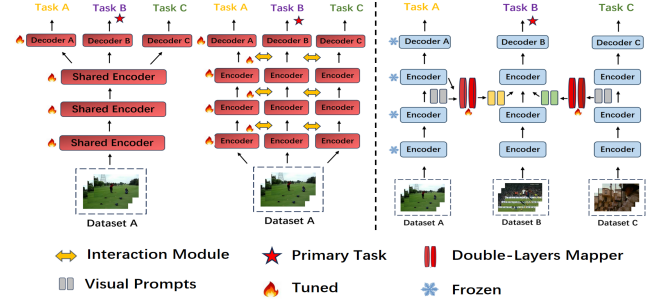 Task A Task B Task C
Decoder A Decoder B Decoder C
Shared Encoder
Shared Encoder
Shared Encoder
Dataset A
Task A Task B Task C
Decoder A Decoder B Decoder C
Encoder Encoder Encoder
Encoder Encoder Encoder
Encoder Encoder Encoder
Dataset A
Task A Task B Task C
Decoder A Decoder B Decoder C
Encoder Encoder Encoder
Encoder Encoder Encoder
Encoder Encoder Encoder
Dataset A Dataset B Dataset C
Interaction Module Primary Task Double-Layers Mapper
Visual Prompts Tuned Frozen